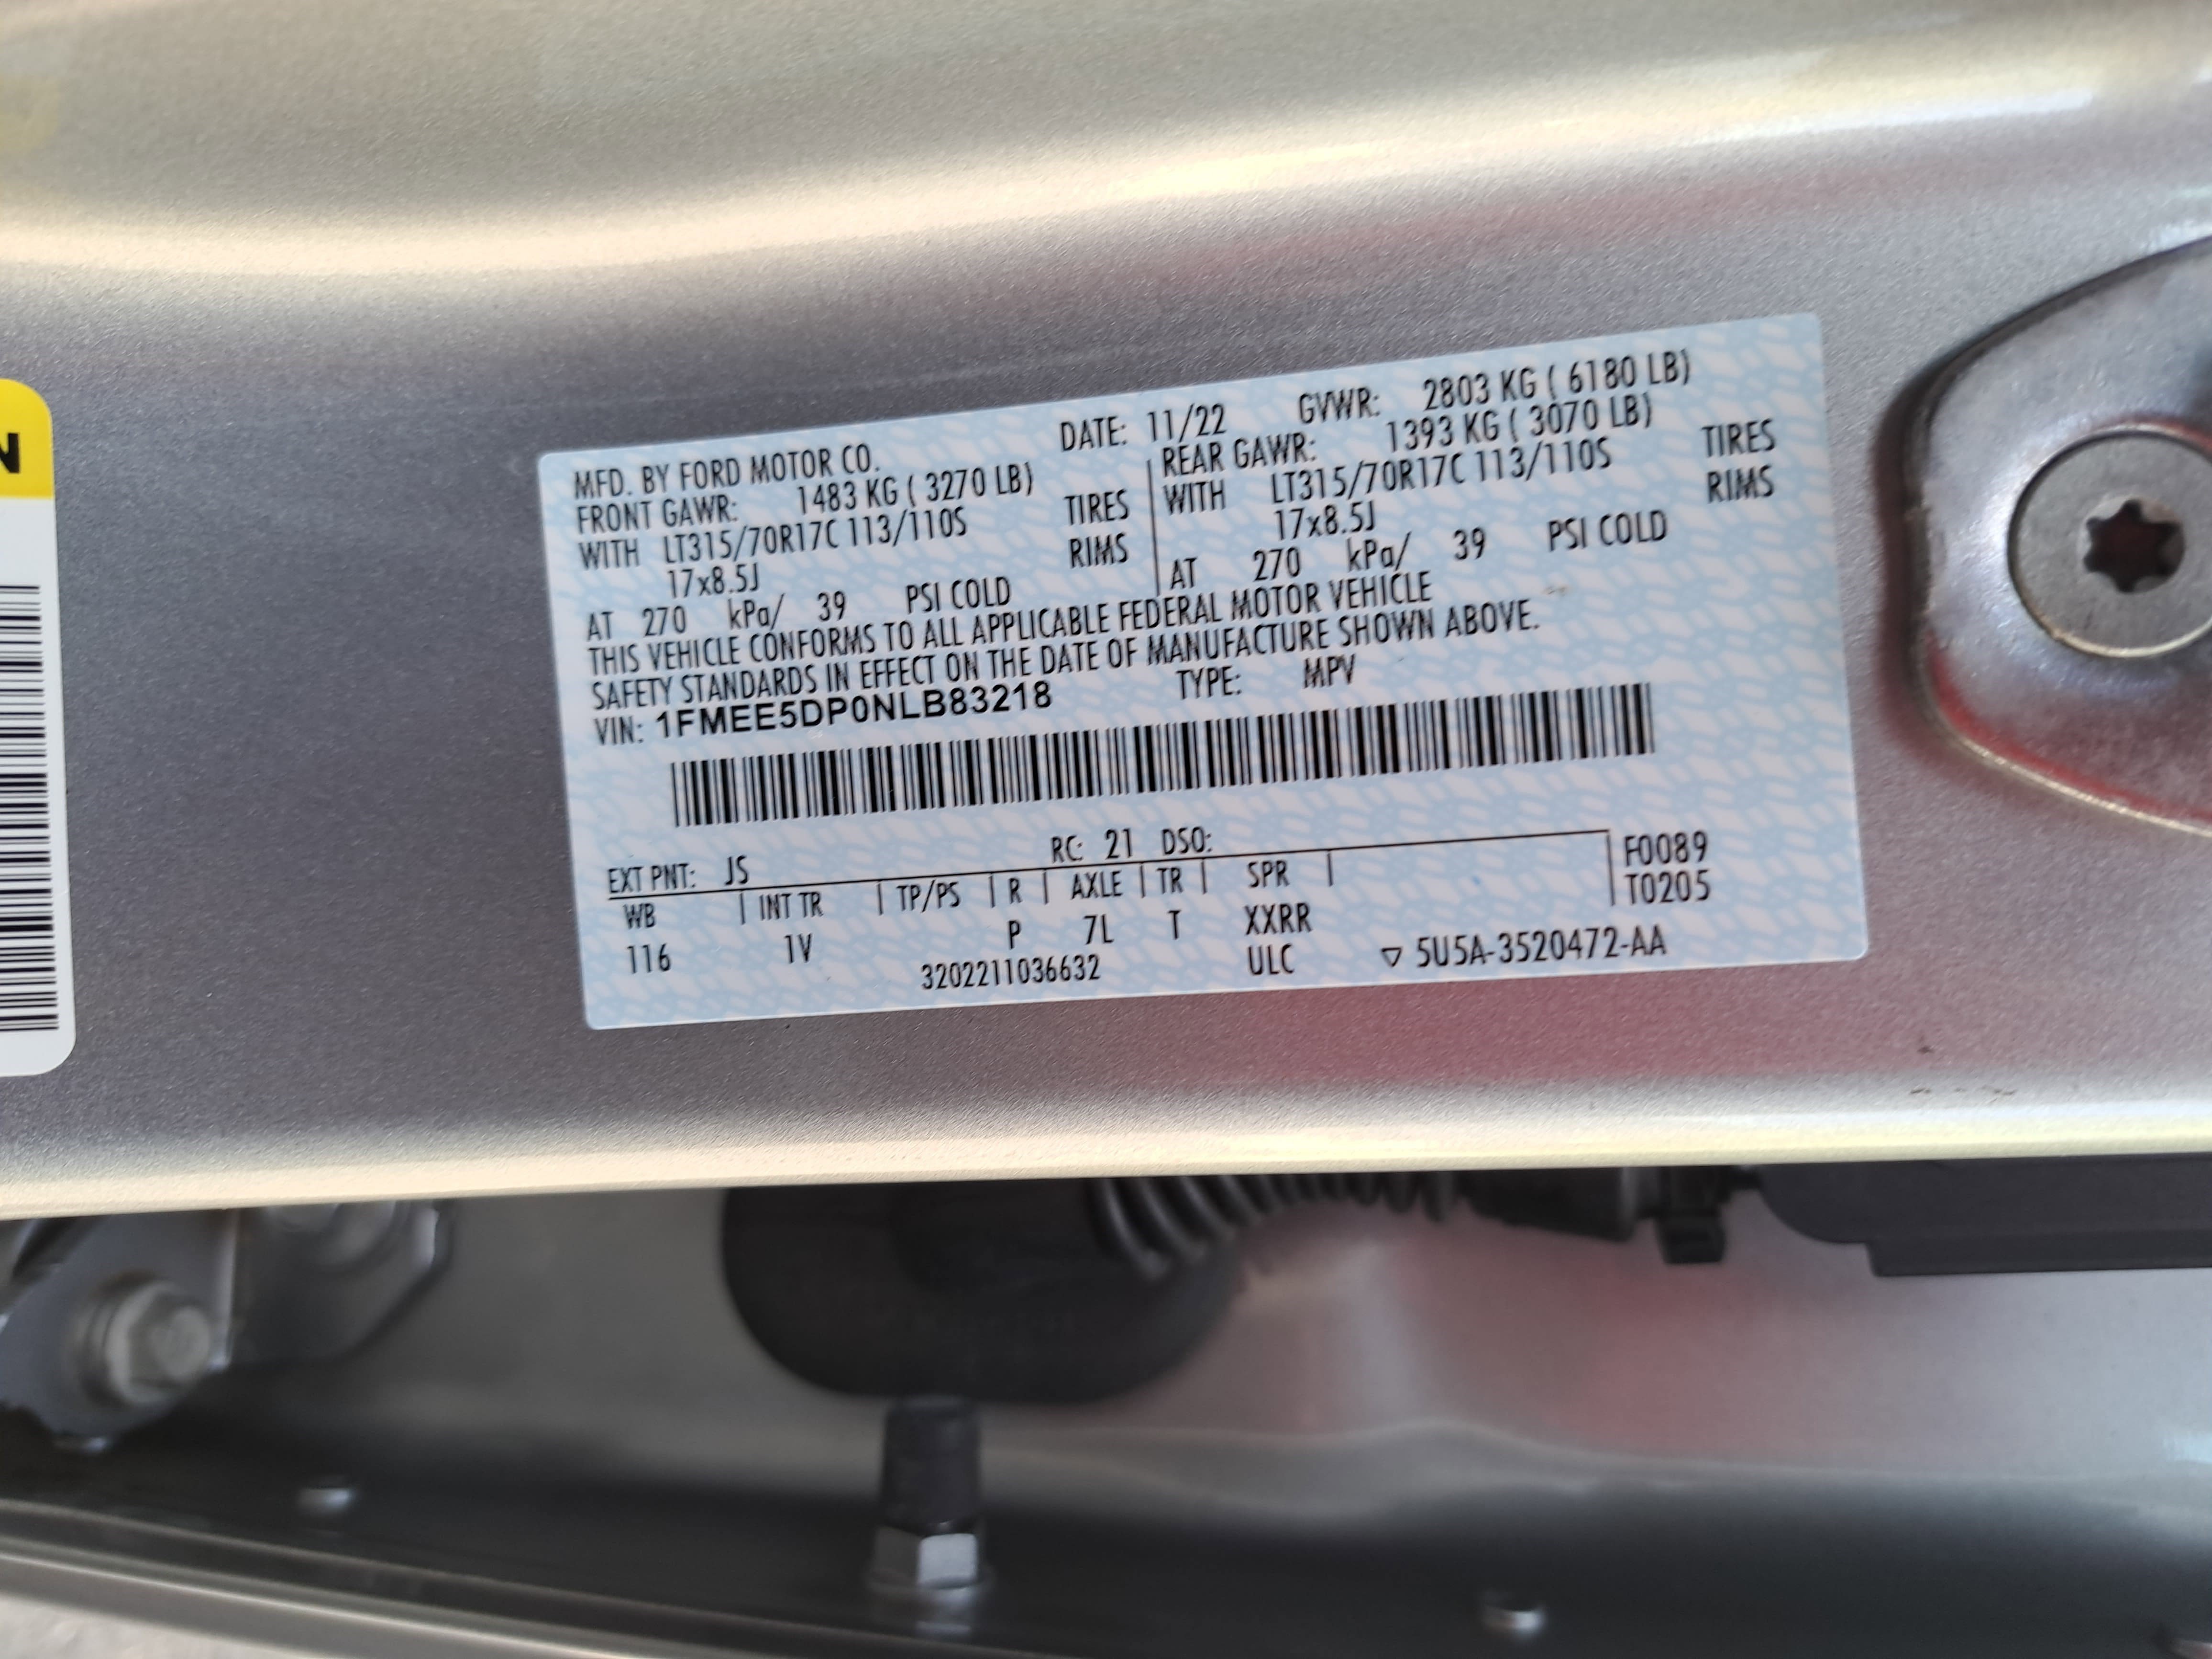 N
MFD. BY FORD MOTOR CO.
DATE: 11/22
GVWR: 2803 KG ( 6180 LB)
FRONT GAWR: 1483 KG ( 3270 LB)
WITH LT315/70R17C 113/110S TIRES
17x8.5J RIMS
AT 270 kPa/ 39 PSI COLD
REAR GAWR: 1393 KG ( 3070 LB)
WITH LT315/70R17C 113/110S TIRES
17x8.5J RIMS
AT 270 kPa/ 39 PSI COLD
THIS VEHICLE CONFORMS TO ALL APPLICABLE FEDERAL MOTOR VEHICLE
SAFETY STANDARDS IN EFFECT ON THE DATE OF MANUFACTURE SHOWN ABOVE.
VIN: 1FMEE5DP0NLB83218 TYPE: MPV
EXT PNT: JS RC: 21 DSO:
WB | INT TR | TP/PS | R | AXLE | TR | SPR |
F0089
T0205
116 1V P 7L T XXRR
3202211036632 ULC ▽ 5U5A-3520472-AA